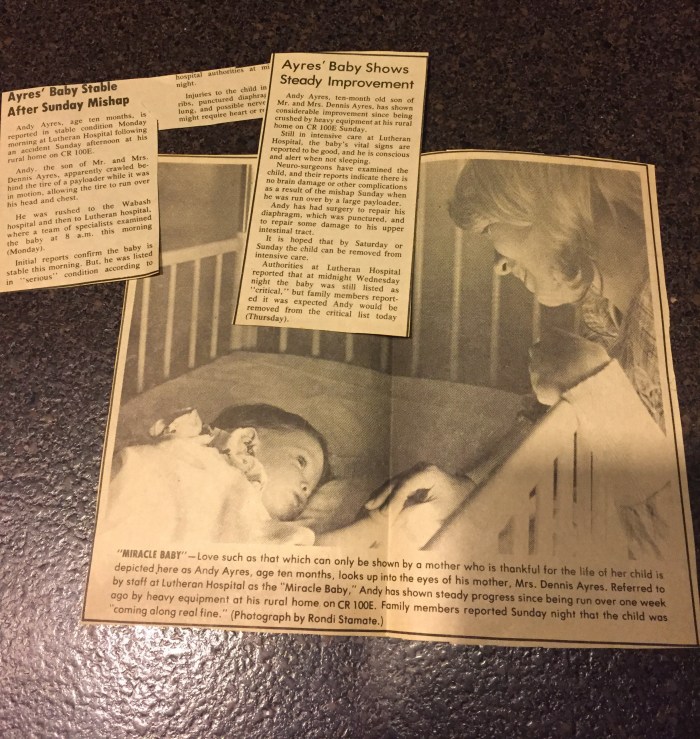 Ayres' Baby Stable
After Sunday Mishap
Andy Ayres, age ten months, is
reported in stable condition Monday
morning at Lutheran Hospital following
an accident Sunday afternoon at his
rural home on CR 100E.
Andy, the son of Mr. and Mrs.
Dennis Ayres, apparently crawled be-
hind the tire of a payloader while it was
in motion, allowing the tire to run over
his head and chest.
He was rushed to the Wabash
hospital and then to Lutheran hospital,
where a team of specialists examined
the baby at 8 a.m. this morning
(Monday).
Initial reports confirm the baby is
stable this morning. But, he was listed
in "serious" condition according to
hospital authorities at
night.
Injuries to the child in
ribs, punctured
lung, and possible nerve
might require heart or
Ayres' Baby Shows
Steady Improvement
Andy Ayres, ten-month old son of
Mr. and Mrs. Dennis Ayres, has shown
considerable improvement since being
crushed by heavy equipment at his rural
home on CR 100E Sunday.
Still in intensive care at Lutheran
Hospital, the baby's vital signs are
reported to be good, and he is conscious
and alert when not sleeping.
Neuro-surgeons have examined the
child, and their reports indicate there is
no brain damage or other complications
as a result of the mishap Sunday when
he was run over by a large payloader.
Andy has had surgery to repair his
diaphragm, which was punctured, and
to repair some damage to his upper
intestinal tract.
It is hoped that by Saturday or
Sunday the child can be removed from
intensive care.
Authorities at Lutheran Hospital
reported that at midnight Wednesday
night the baby was still listed as
"critical," but family members report-
ed it was expected Andy would be
removed from the critical list today
(Thursday).
"MIRACLE BABY"—Love such as that which can only be shown by a mother who is thankful for the life of her child is
depicted here as Andy Ayres, age ten months, looks up into the eyes of his mother, Mrs. Dennis Ayres. Referred to
by staff at Lutheran Hospital as the "Miracle Baby," Andy has shown steady progress since being run over one week
ago by heavy equipment at his rural home on CR 100E. Family members reported Sunday night that the child was
"coming along real fine." (Photograph by Rondi Stamate.)